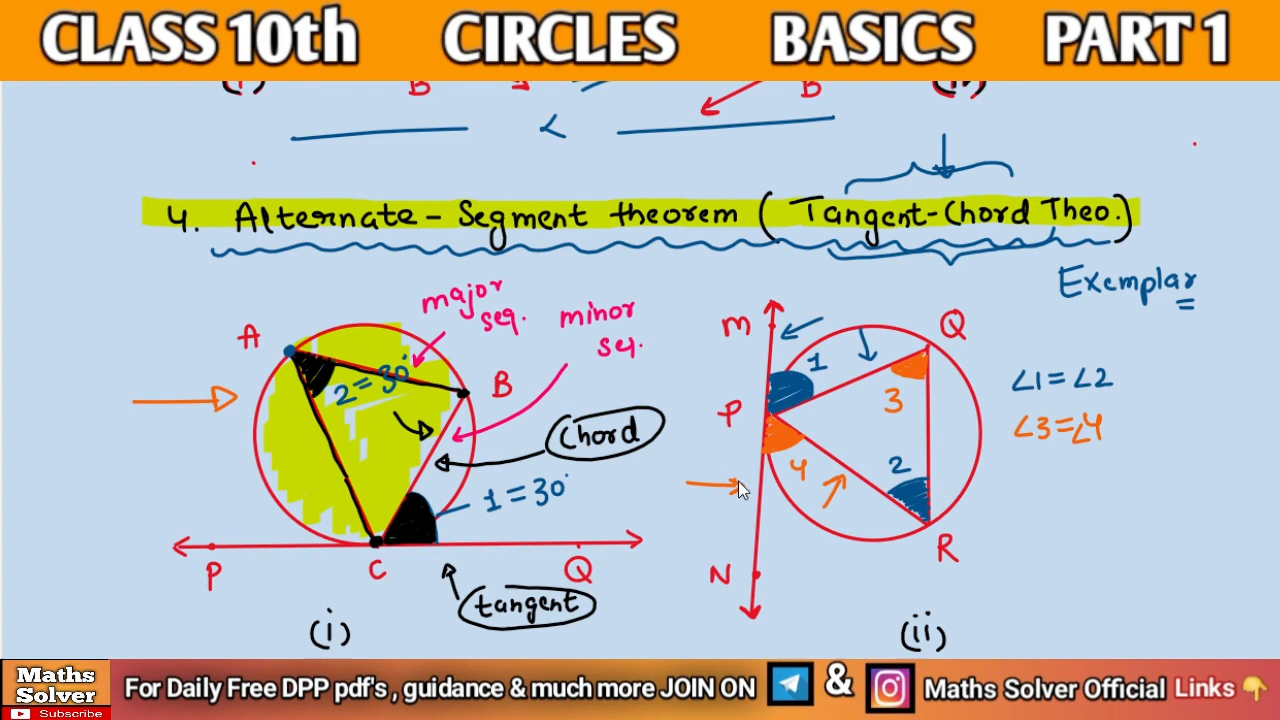 CLASS 10th CIRCLES BASICS PART 1
(i) B B (ii)
<
4. Alternate - Segment theorem ( Tangent-Chord Theo.)
Exemplar
major
seg.
minor
seg.
A
2 = 30°
B
Chord
1 = 30°
P C Q
tangent
(i)
M
Q
1
P
3
4
2
R
N
(ii)
∠1 = ∠2
∠3 = ∠4
Maths
Solver
Subscribe
For Daily Free DPP pdf's , guidance & much more JOIN ON & Maths Solver Official Links 👇